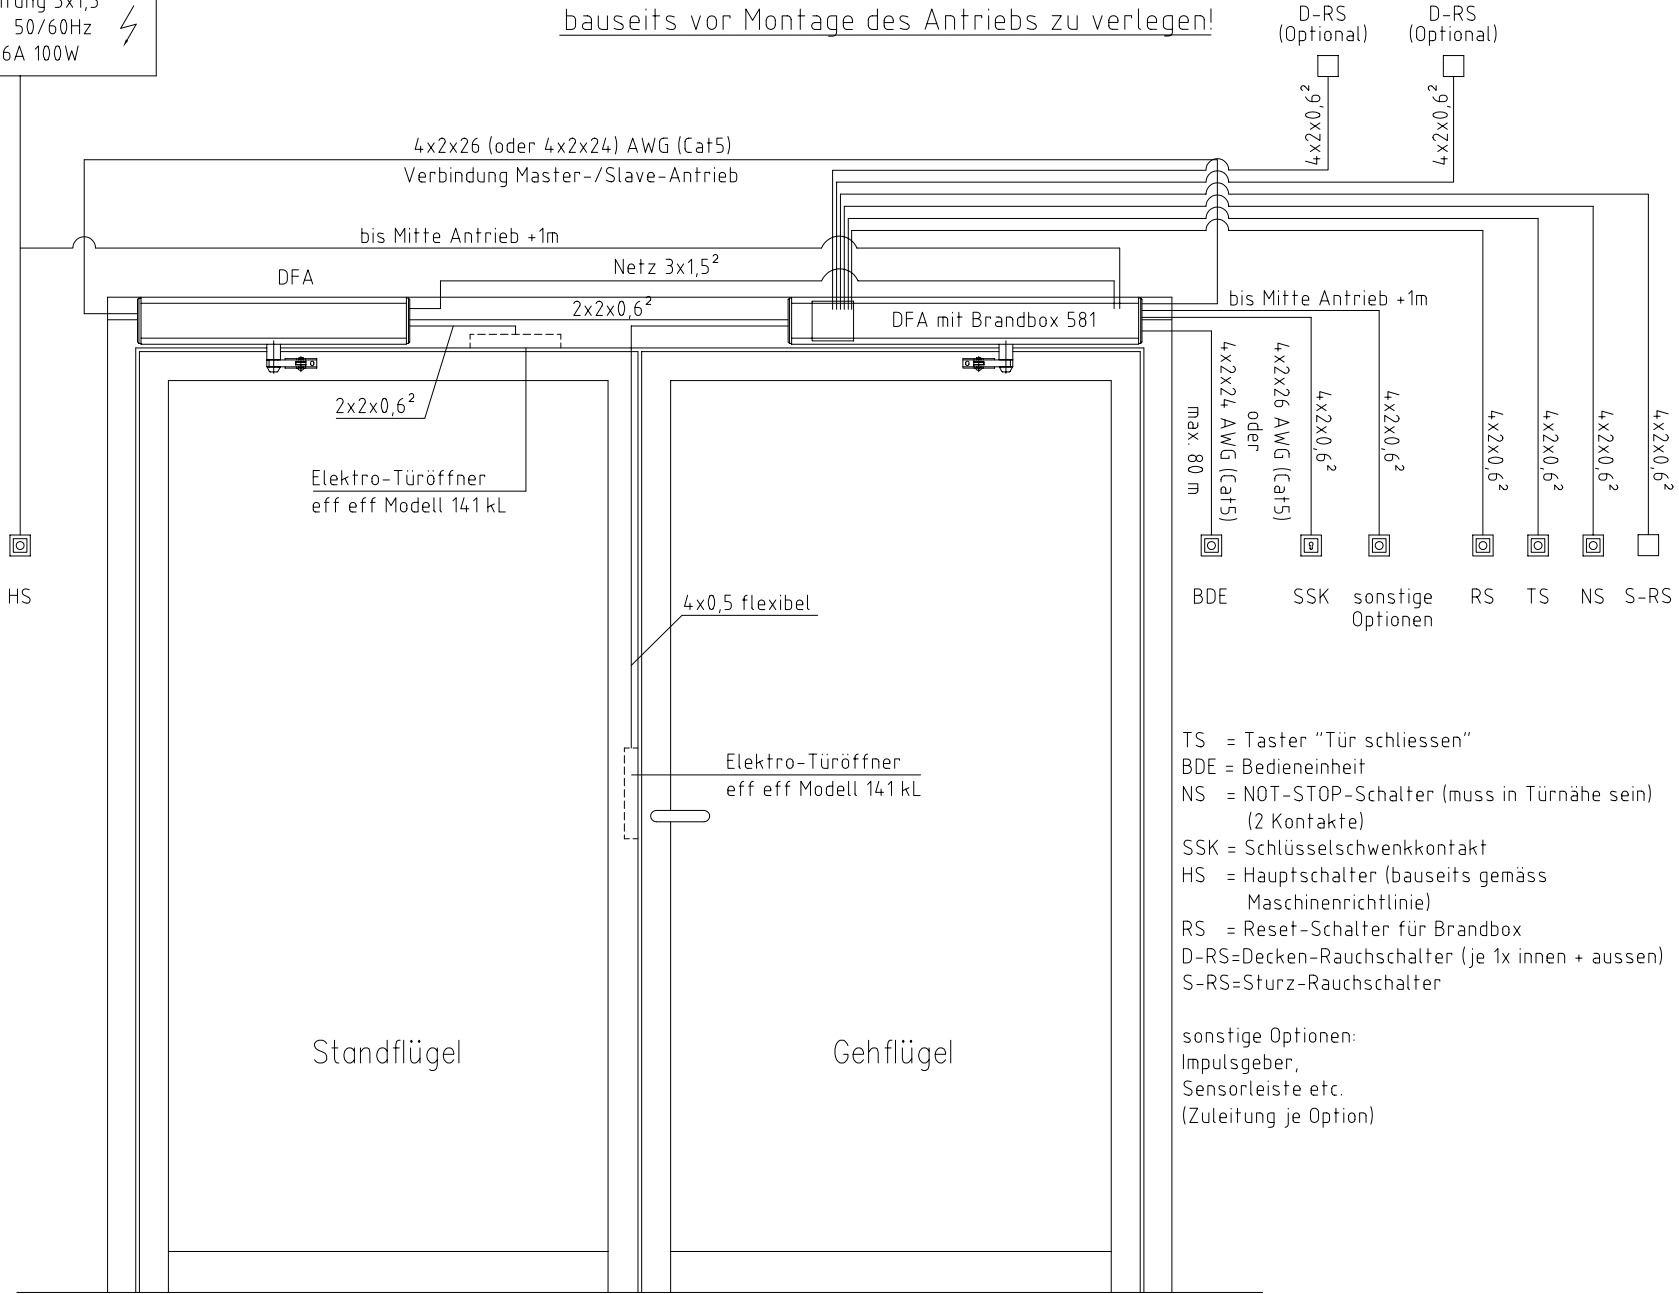 50/60Hz
6A 100W
bauseits vor Montage des Antriebs zu verlegen!
D-RS
(Optional)
D-RS
(Optional)
4x2x0,6²
4x2x0,6²
4x2x26 (oder 4x2x24) AWG (Cat5)
Verbindung Master-/Slave-Antrieb
bis Mitte Antrieb +1m
DFA
Netz 3x1,5²
2x2x0,6²
DFA mit Brandbox 581
bis Mitte Antrieb +1m
2x2x0,6²
Elektro-Türöffner
eff eff Modell 141 kL
max. 80 m
4x2x24 AWG (Cat5)
oder
4x2x26 AWG (Cat5)
4x2x0,6²
4x2x0,6²
4x2x0,6²
4x2x0,6²
4x2x0,6²
4x2x0,6²
HS
BDE
SSK
sonstige
Optionen
RS
TS
NS
S-RS
4x0,5 flexibel
Elektro-Türöffner
eff eff Modell 141 kL
TS = Taster "Tür schliessen"
BDE = Bedieneinheit
NS = NOT-STOP-Schalter (muss in Türnähe sein)
(2 Kontakte)
SSK = Schlüsselschwenkkontakt
HS = Hauptschalter (bauseits gemäss
Maschinenrichtlinie)
RS = Reset-Schalter für Brandbox
D-RS=Decken-Rauchschalter (je 1x innen + aussen)
S-RS=Sturz-Rauchschalter
sonstige Optionen:
Impulsgeber,
Sensorleiste etc.
(Zuleitung je Option)
Standflügel
Gehflügel